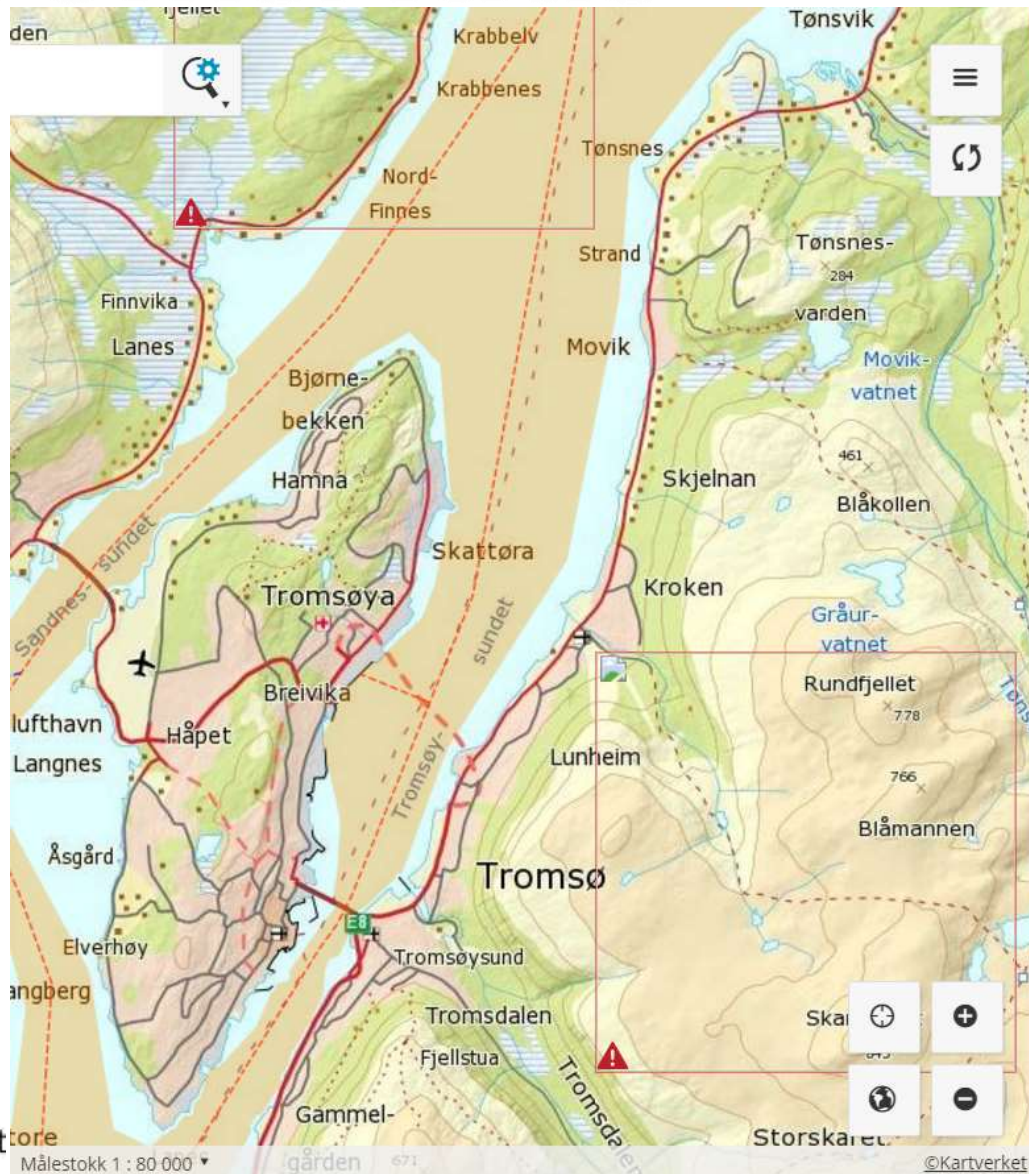 den
fjellet
Krabbelv
Krabbenes
Tønsvik
Tønsnes
Nord-
Finnes
Strand
Tønsnes-
284
varden
Finnvika
Lanes
Movik
Movik-
vatnet
Bjørne-
bekken
Hamna
461
Skjelnan
Blåkollen
Skattøra
Sandnes-
sundet
Tromsøya
Kroken
Gråur-
vatnet
sundet
Tromsøy-
Rundfjellet
778
Breivika
lufthavn
Håpet
Langnes
Lunheim
766
Blåmannen
Åsgård
Tromsø
E8
Elverhøy
Tromsøysund
angberg
Tromsdalen
Fjellstua
Gammel-
gården
671
Storskaret
Målestokk 1 : 80 000
©Kartverket